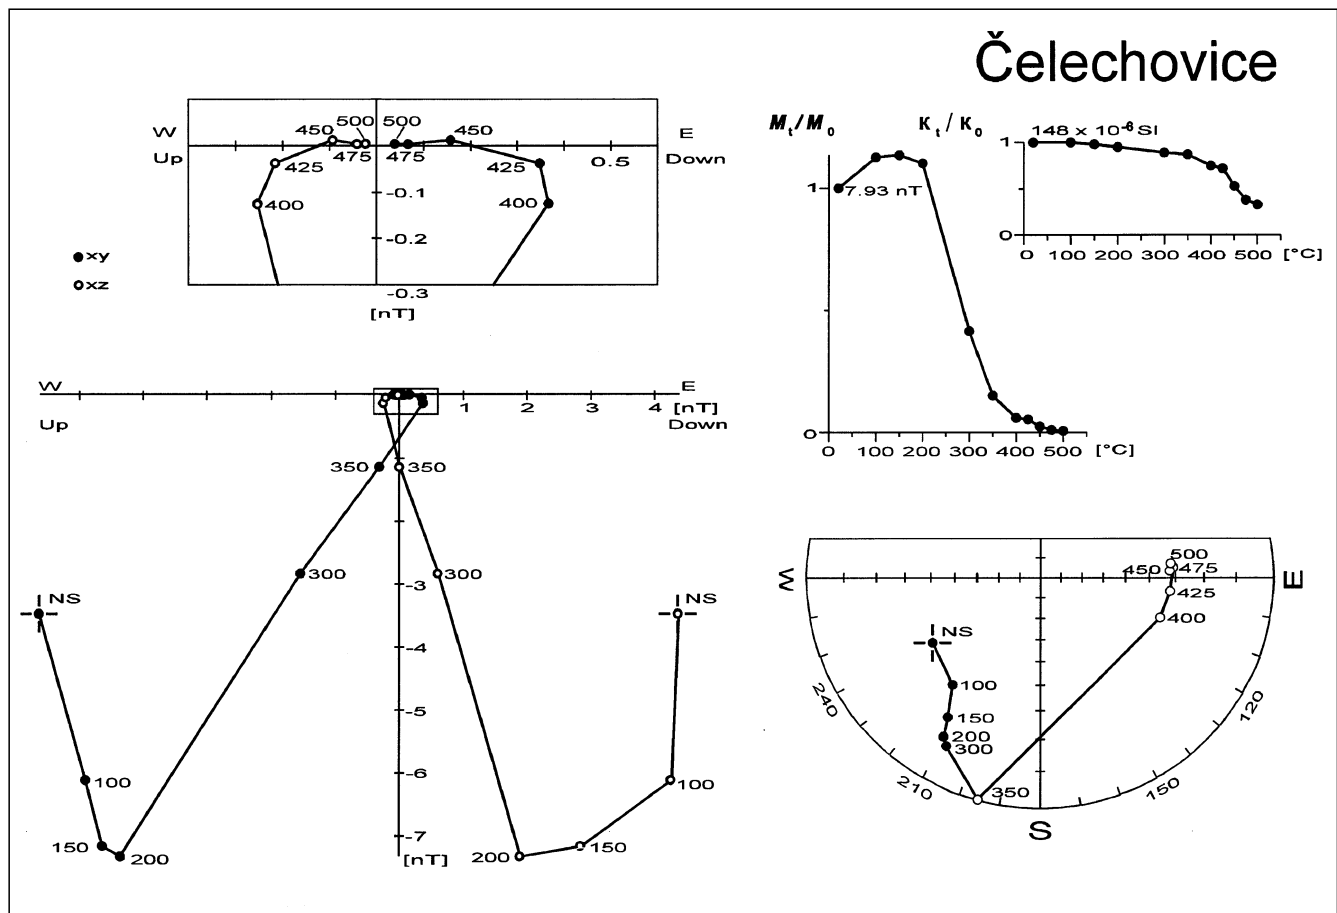 Čelechovice
W
Up
450
500
500
450
475
475
425
425
400
400
0.5
E
Down
-0.1
-0.2
-0.3
[nT]
xy
xz
Mt/Mo
1
7.93 nT
0
0 100 200 300 400 500 [°C]
Kt/Ko
148 x 10-6 SI
1
0
0 100 200 300 400 500 [°C]
W
Up
E
1 2 3 4 [nT]
Down
350
350
300
300
-3
NS
NS
-4
-5
-6
100
100
-7
150
150
200
200
[nT]
W
E
500
450
475
425
400
NS
100
150
200
300
350
240
210
150
120
S